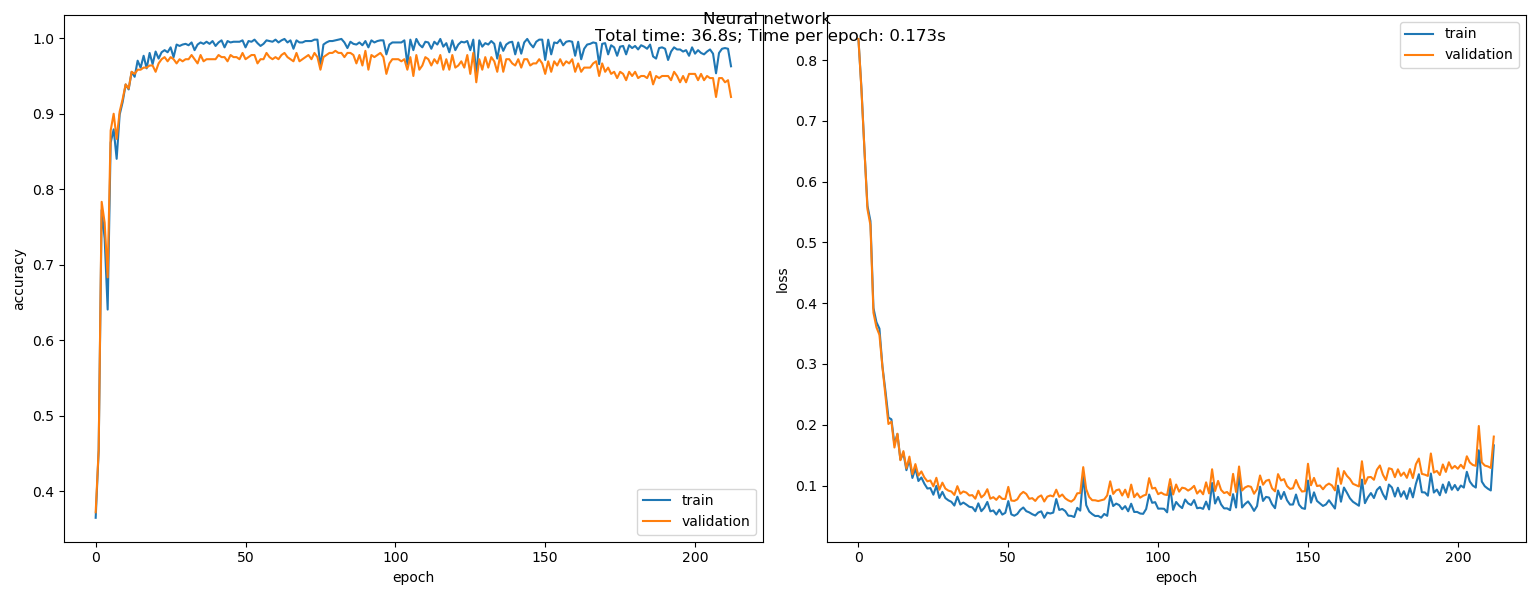 Neural network
Total time: 36.8s; Time per epoch: 0.173s
1.0
0.9
0.8
0.7
0.6
0.5
0.4
accuracy
0 50 100 150 200
epoch
train
validation
0.8
0.7
0.6
0.5
0.4
0.3
0.2
0.1
loss
0 50 100 150 200
epoch
train
validation